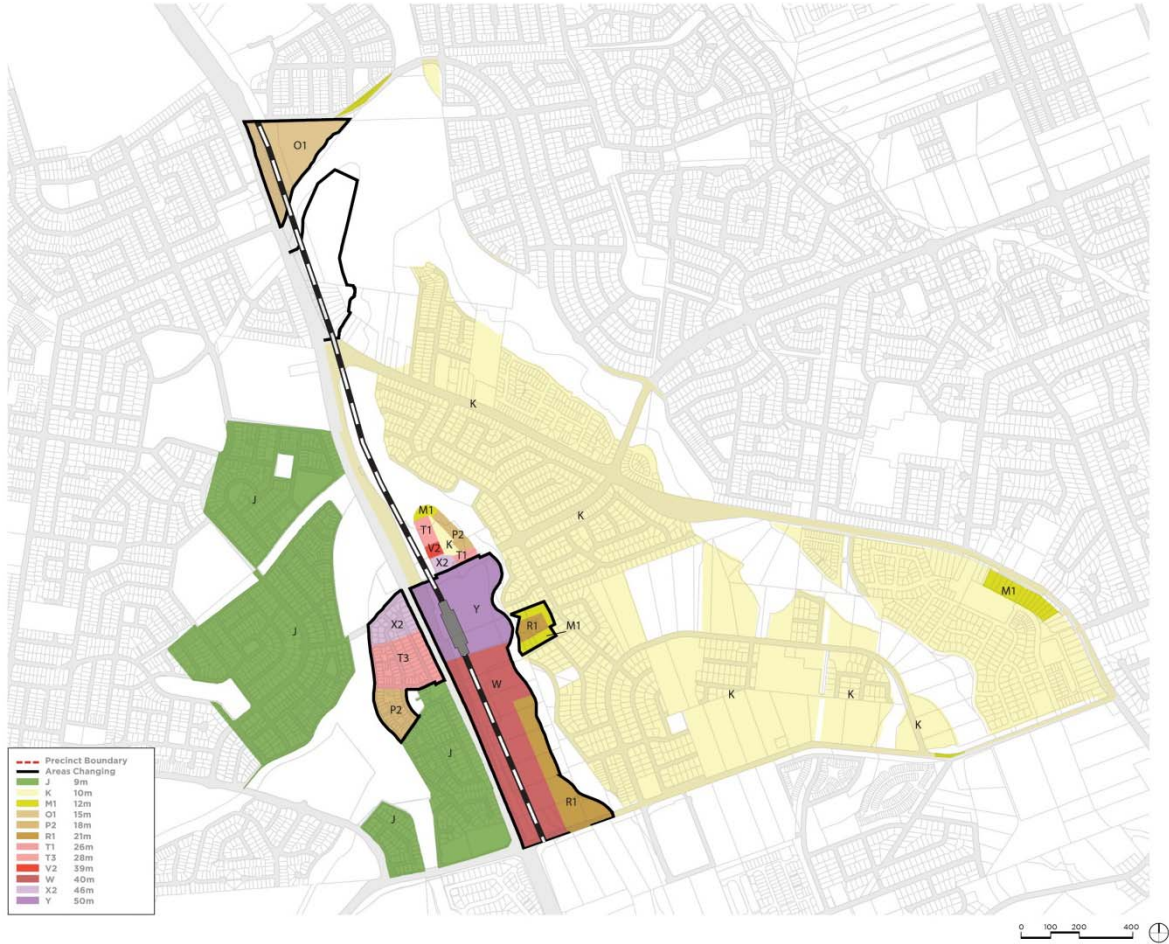 O1
K
K
J
M1
T1
P2
V2
K
X2
T1
M1
Y
R1
M1
X2
J
T3
W
K
K
P2
K
J
R1
J
Precinct Boundary
Areas Changing
J 9m
K 10m
M1 12m
O1 15m
P2 18m
R1 21m
T1 26m
T3 28m
V2 39m
W 40m
X2 46m
Y 50m
0 100 200 400